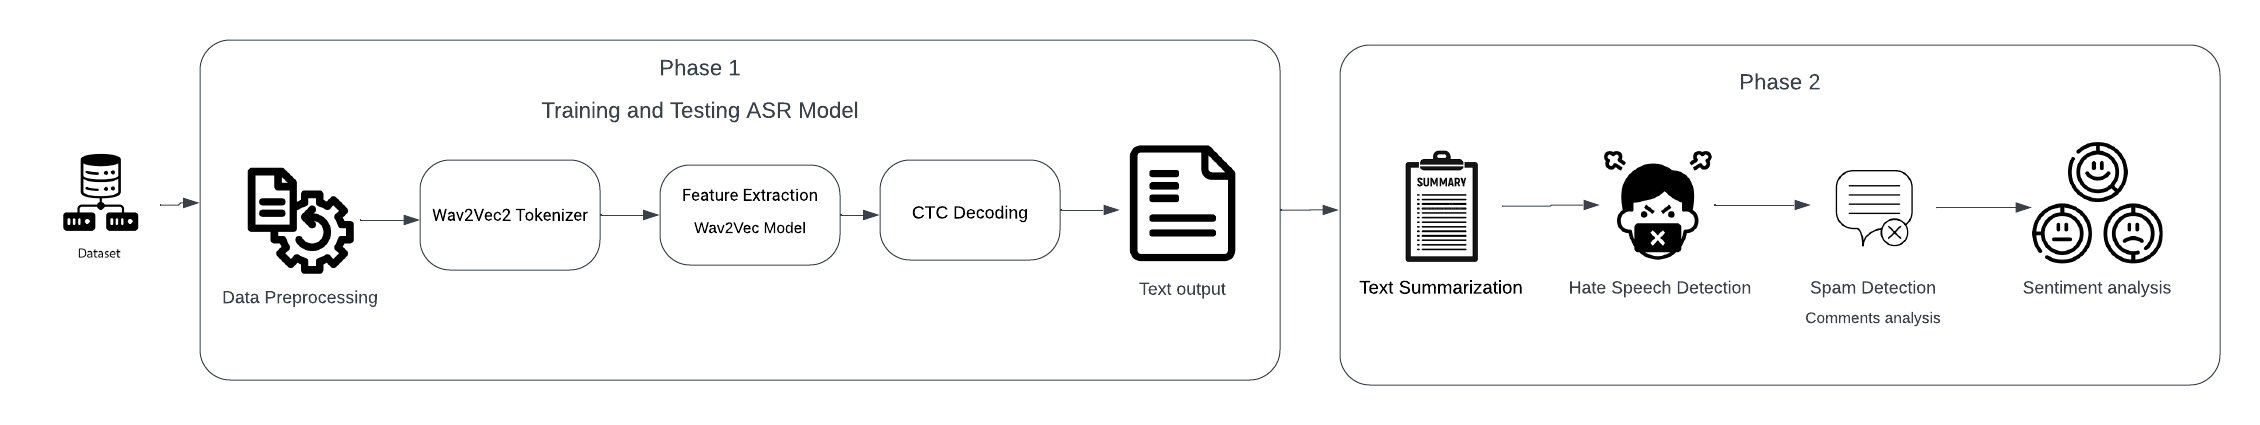 Phase 1
Training and Testing ASR Model
Dataset
Data Preprocessing
Wav2Vec2 Tokenizer
Feature Extraction
Wav2Vec Model
CTC Decoding
Text output
Phase 2
SUMMARY
Text Summarization
Hate Speech Detection
Spam Detection
Comments analysis
Sentiment analysis